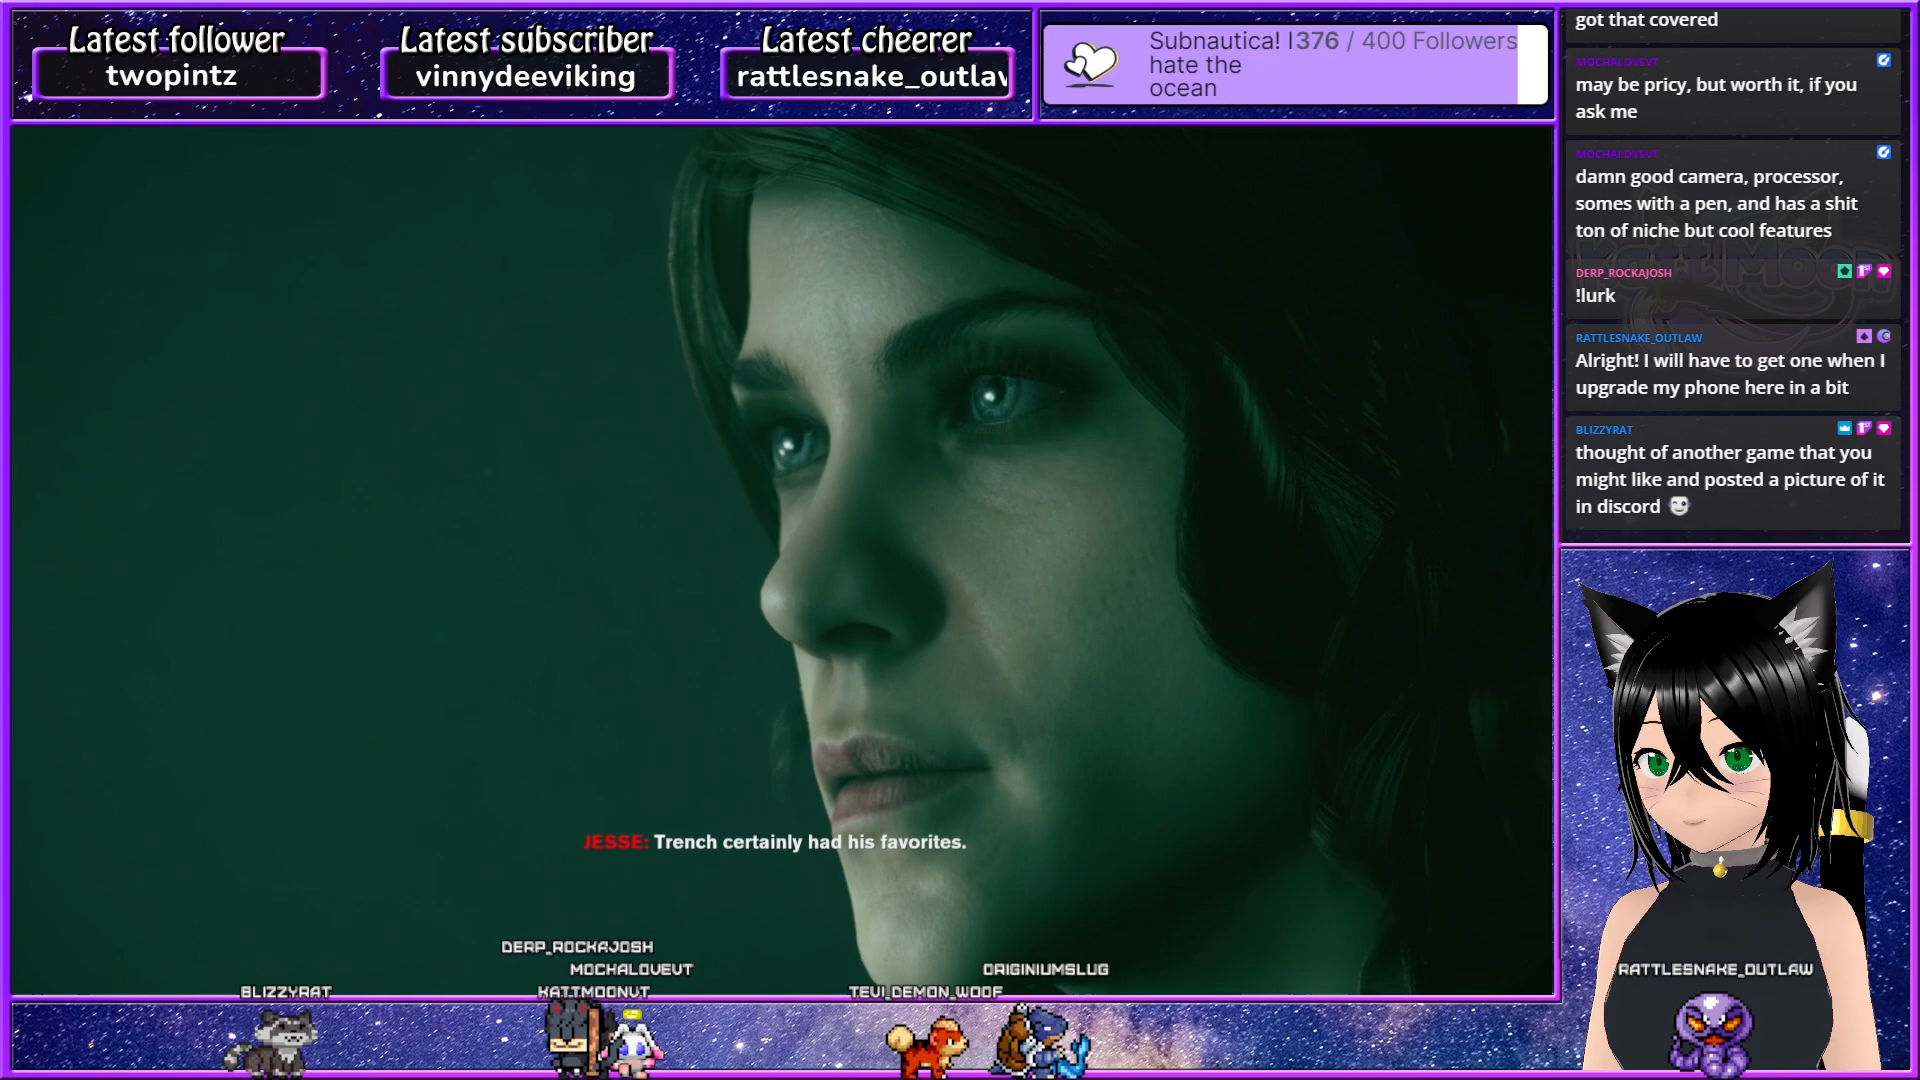 Latest follower
twopintz
Latest subscriber
vinnydeeviking
Latest cheerer
rattlesnake_outlaw
Subnautica! I hate the ocean
376 / 400 Followers
got that covered
MOCHALOVEVT
may be pricy, but worth it, if you
ask me
MOCHALOVEVT
damn good camera, processor,
somes with a pen, and has a shit
ton of niche but cool features
DERP_ROCKAJOSH
!lurk
RATTLESNAKE_OUTLAW
Alright! I will have to get one when I
upgrade my phone here in a bit
BLIZZYRAT
thought of another game that you
might like and posted a picture of it
in discord
JESSE: Trench certainly had his favorites.
DERP_ROCKAJOSH
MOCHALOVEVT
ORIGINIUMSLUG
RATTLESNAKE_OUTLAW
BLIZZYRAT
KATTMOONVT
TEVI_DEMON_WOOF